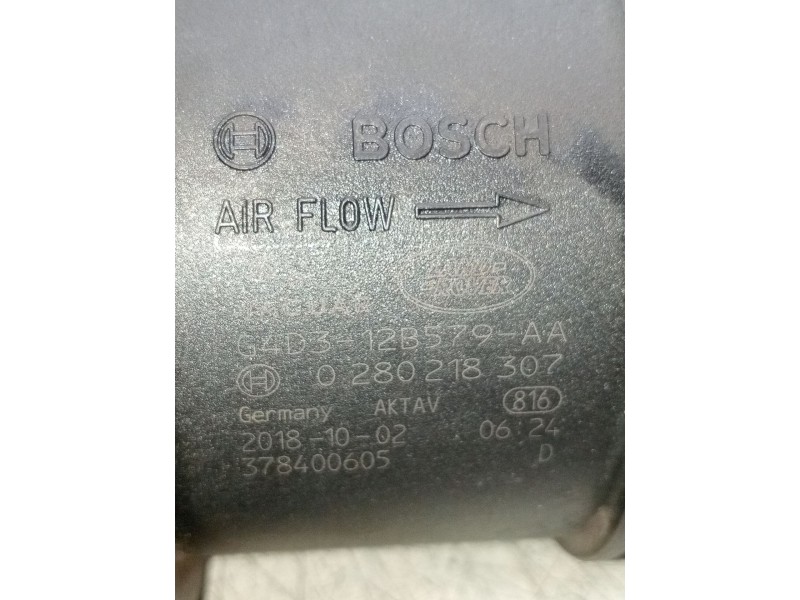 BOSCH
AIR FLOW
LAND ROVER
JAGUAR
G4D3-12B579-AA
0 280 218 307
Germany AKTAV 816
2018-10-02 06:24
378400605 D